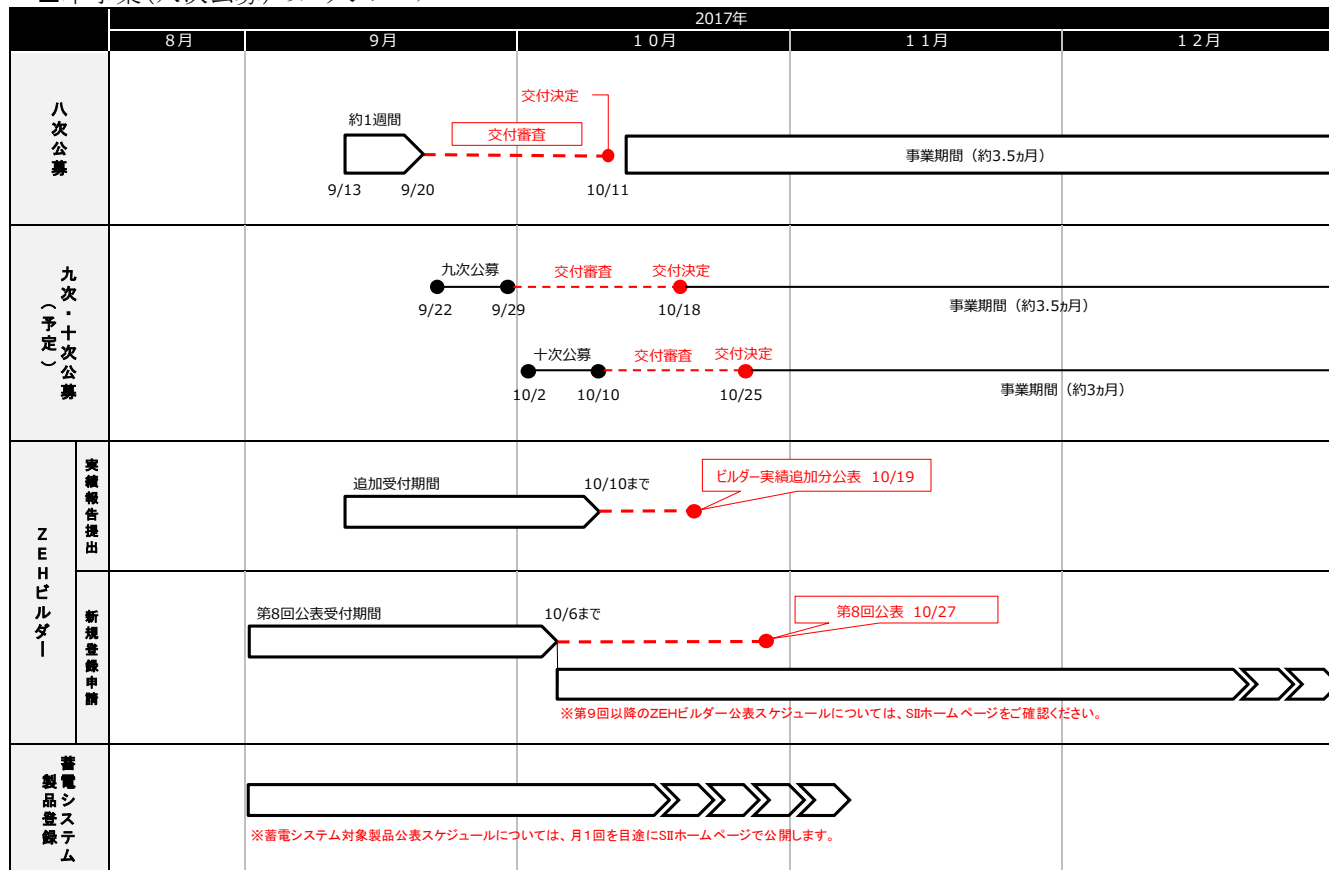 2017年
8月
9月
１０月
１１月
１２月
八次公募
約1週間
交付審査
交付決定
事業期間（約3.5ヵ月）
9/13
9/20
10/11
九次・十次公募
（予定）
九次公募
交付審査
交付決定
9/22
9/29
10/18
事業期間（約3.5ヵ月）
十次公募
交付審査
交付決定
10/2
10/10
10/25
事業期間（約3ヵ月）
ＺＥＨビルダー
実績報告提出
追加受付期間
10/10まで
ビルダー実績追加分公表 10/19
新規登録申請
第8回公表受付期間
10/6まで
第8回公表 10/27
※第９回以降のZEHビルダー公表スケジュールについては、SIIホームページをご確認ください。
蓄電システム
製品登録
※蓄電システム対象製品公表スケジュールについては、月１回を目途にSIIホームページで公開します。